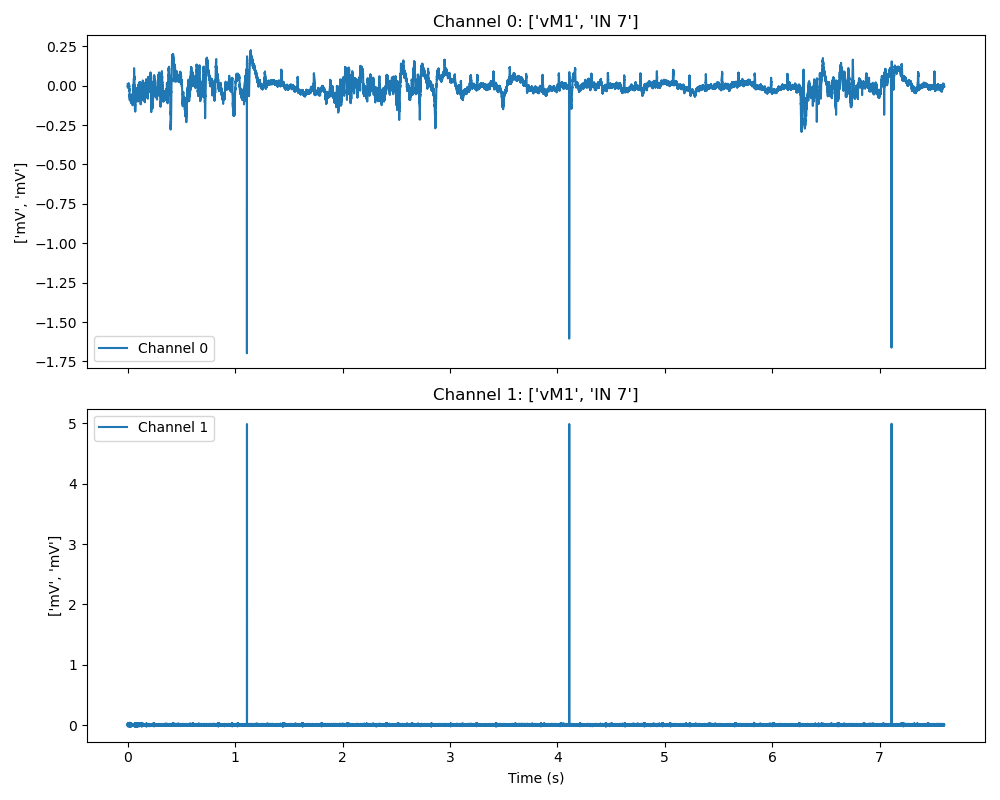 Channel 0: ['vM1', 'IN 7']
0.25
0.00
−0.25
−0.50
−0.75
−1.00
−1.25
−1.50
−1.75
['mV', 'mV']
Channel 0
Channel 1: ['vM1', 'IN 7']
5
4
3
2
1
0
['mV', 'mV']
Channel 1
0 1 2 3 4 5 6 7
Time (s)